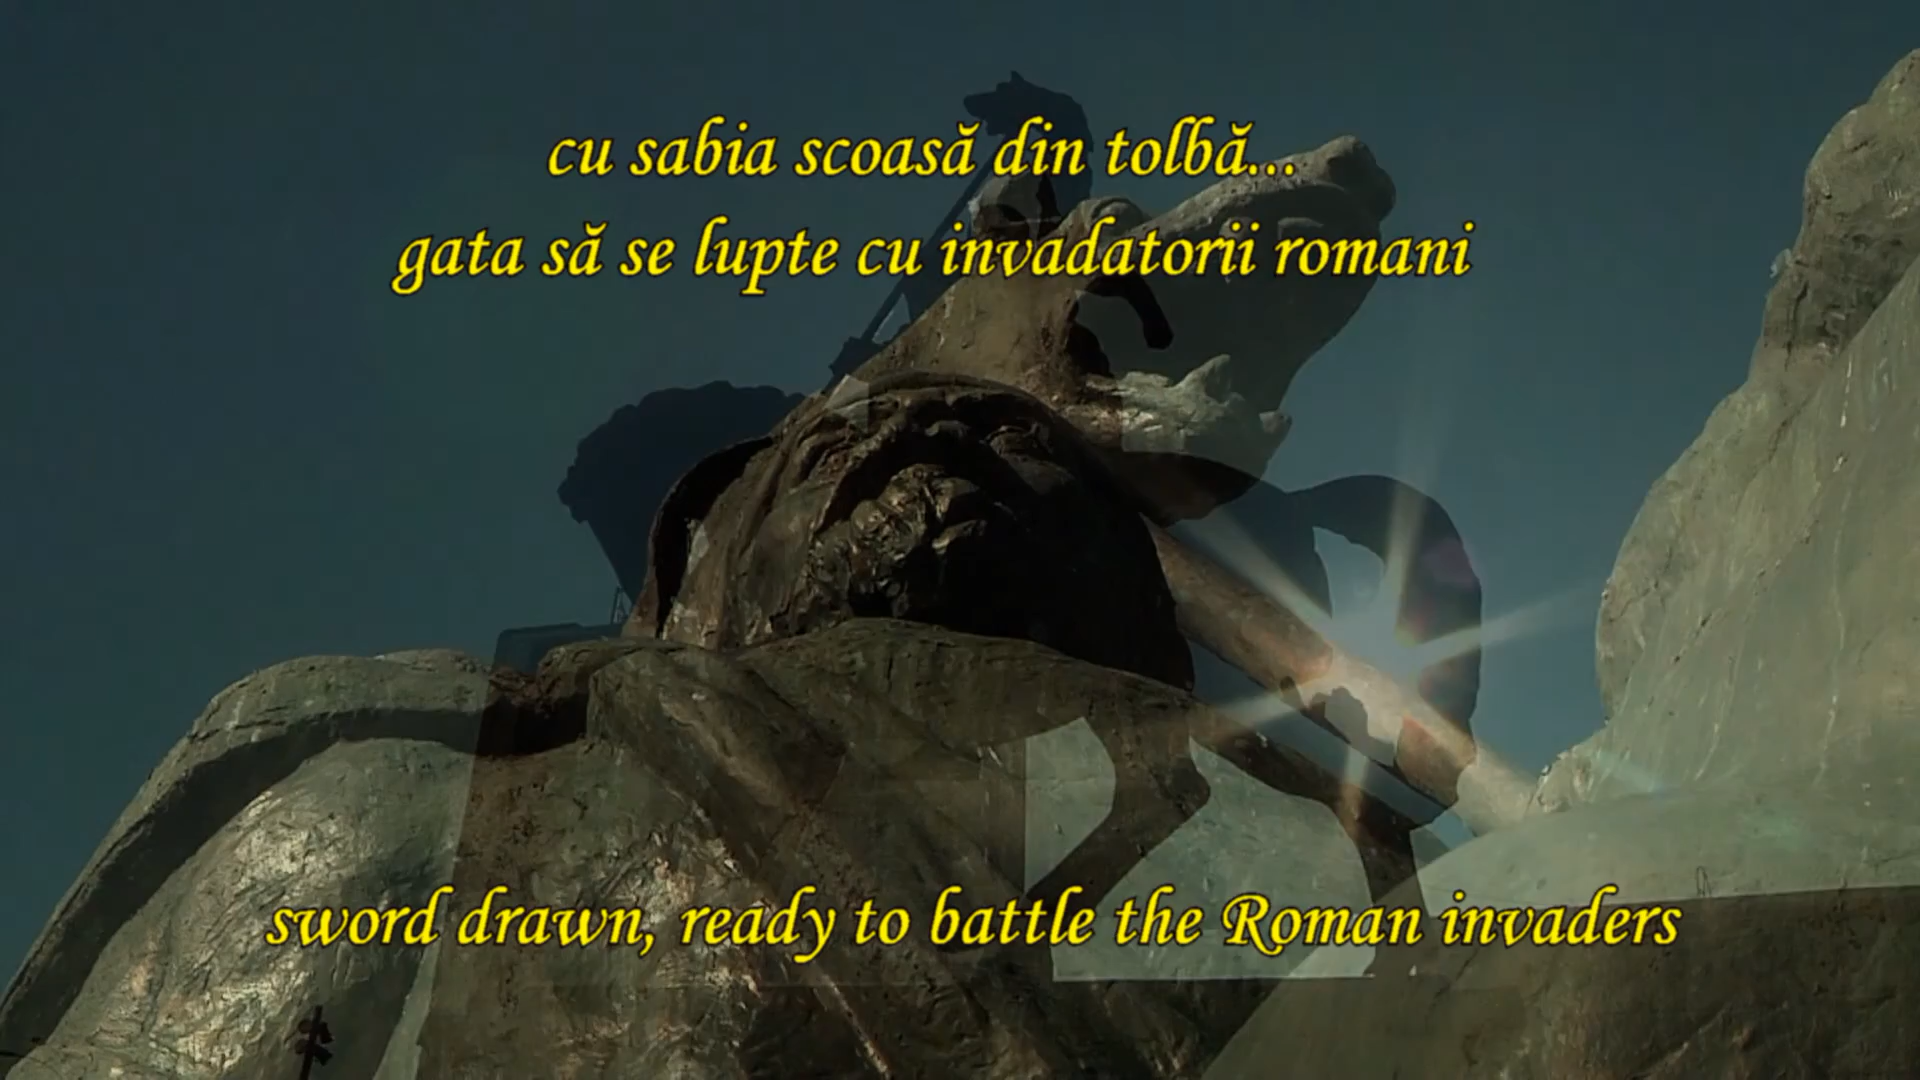 cu sabia scoasă din tolbă...
gata să se lupte cu invadatorii romani
sword drawn, ready to battle the Roman invaders